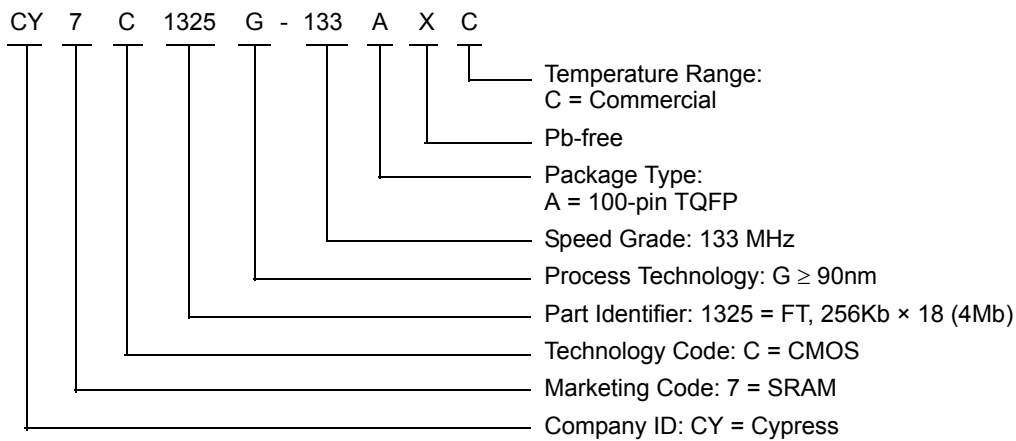 CY 7 C 1325 G - 133 A X C
Temperature Range:
C = Commercial
Pb-free
Package Type:
A = 100-pin TQFP
Speed Grade: 133 MHz
Process Technology: G ≥ 90nm
Part Identifier: 1325 = FT, 256Kb × 18 (4Mb)
Technology Code: C = CMOS
Marketing Code: 7 = SRAM
Company ID: CY = Cypress